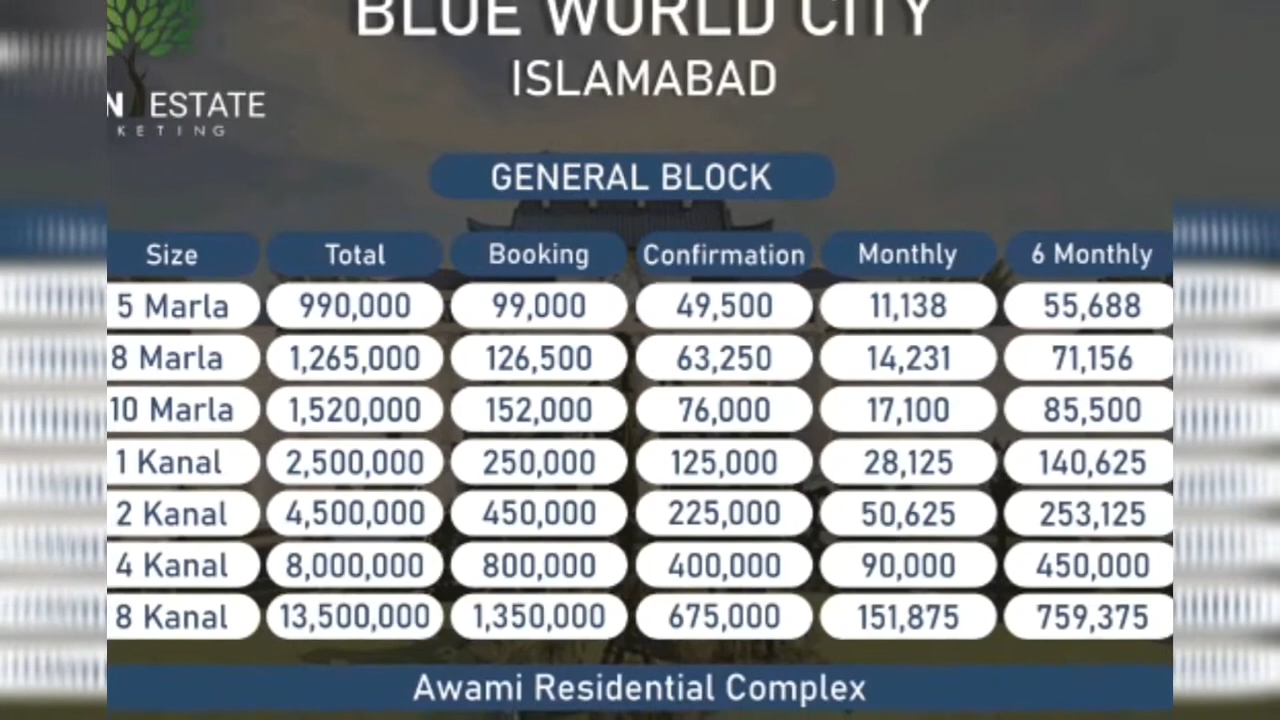 BLUE WORLD CITY
ISLAMABAD
N ESTATE
KETING
GENERAL BLOCK
Size Total Booking Confirmation Monthly 6 Monthly
5 Marla 990,000 99,000 49,500 11,138 55,688
8 Marla 1,265,000 126,500 63,250 14,231 71,156
10 Marla 1,520,000 152,000 76,000 17,100 85,500
1 Kanal 2,500,000 250,000 125,000 28,125 140,625
2 Kanal 4,500,000 450,000 225,000 50,625 253,125
4 Kanal 8,000,000 800,000 400,000 90,000 450,000
8 Kanal 13,500,000 1,350,000 675,000 151,875 759,375
Awami Residential Complex